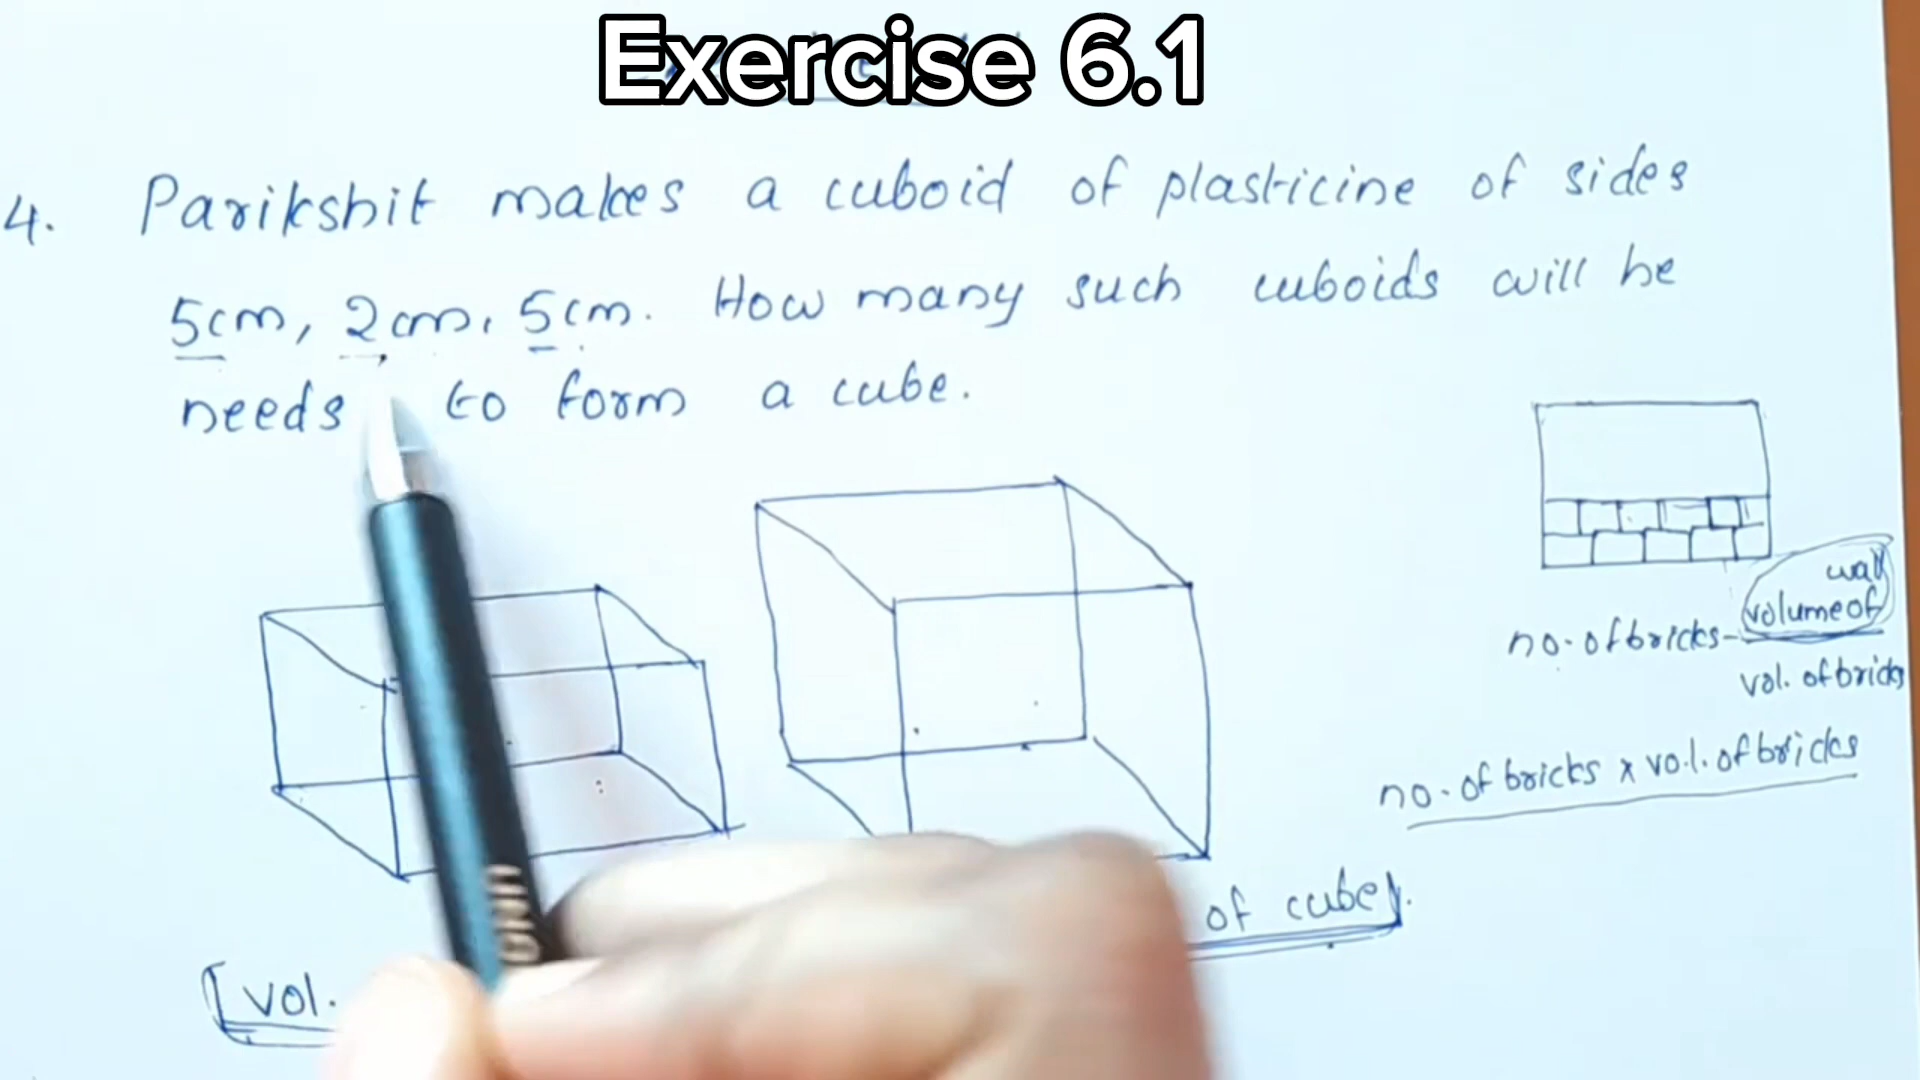 Exercise 6.1
4. Parikshit makes a cuboid of plasticine of sides
5cm, 2cm, 5cm. How many such cuboids will be
needs to form a cube.
wall
volume of
no. of bricks-
vol. of bricks
no. of bricks x vol. of bricks
of cube].
[vol.
UNO